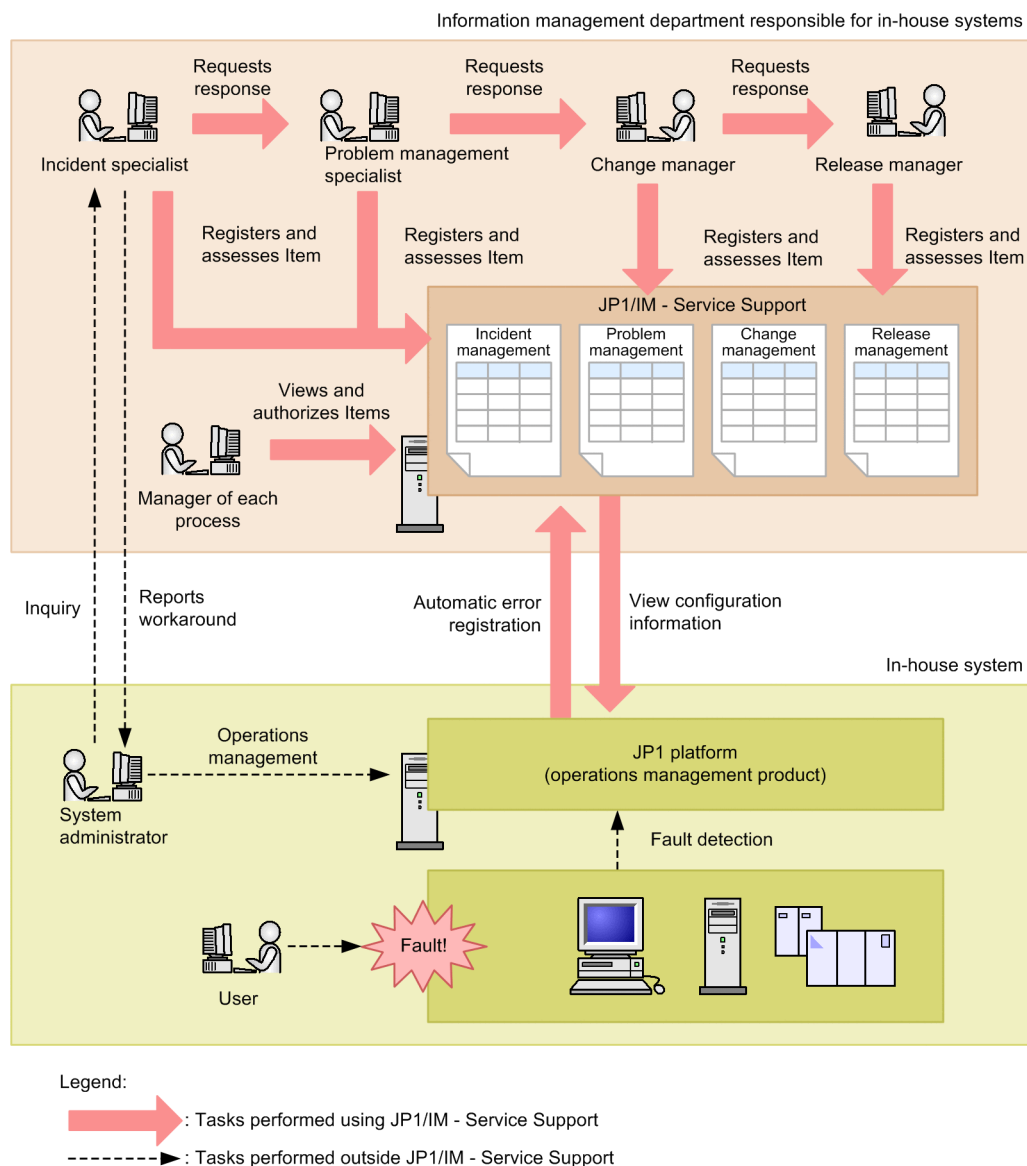 Information management department responsible for in-house systems
Requests
response
Requests
response
Requests
response
Incident specialist
Problem management
specialist
Change manager
Release manager
Registers and
assesses Item
Registers and
assesses Item
Registers and
assesses Item
Registers and
assesses Item
JP1/IM - Service Support
Incident
management
Problem
management
Change
management
Release
management
Views and
authorizes Items
Manager of each
process
Inquiry
Reports
workaround
Automatic error
registration
View configuration
information
In-house system
Operations
management
JP1 platform
(operations management product)
System
administrator
Fault detection
Fault!
User
Legend:
: Tasks performed using JP1/IM - Service Support
: Tasks performed outside JP1/IM - Service Support